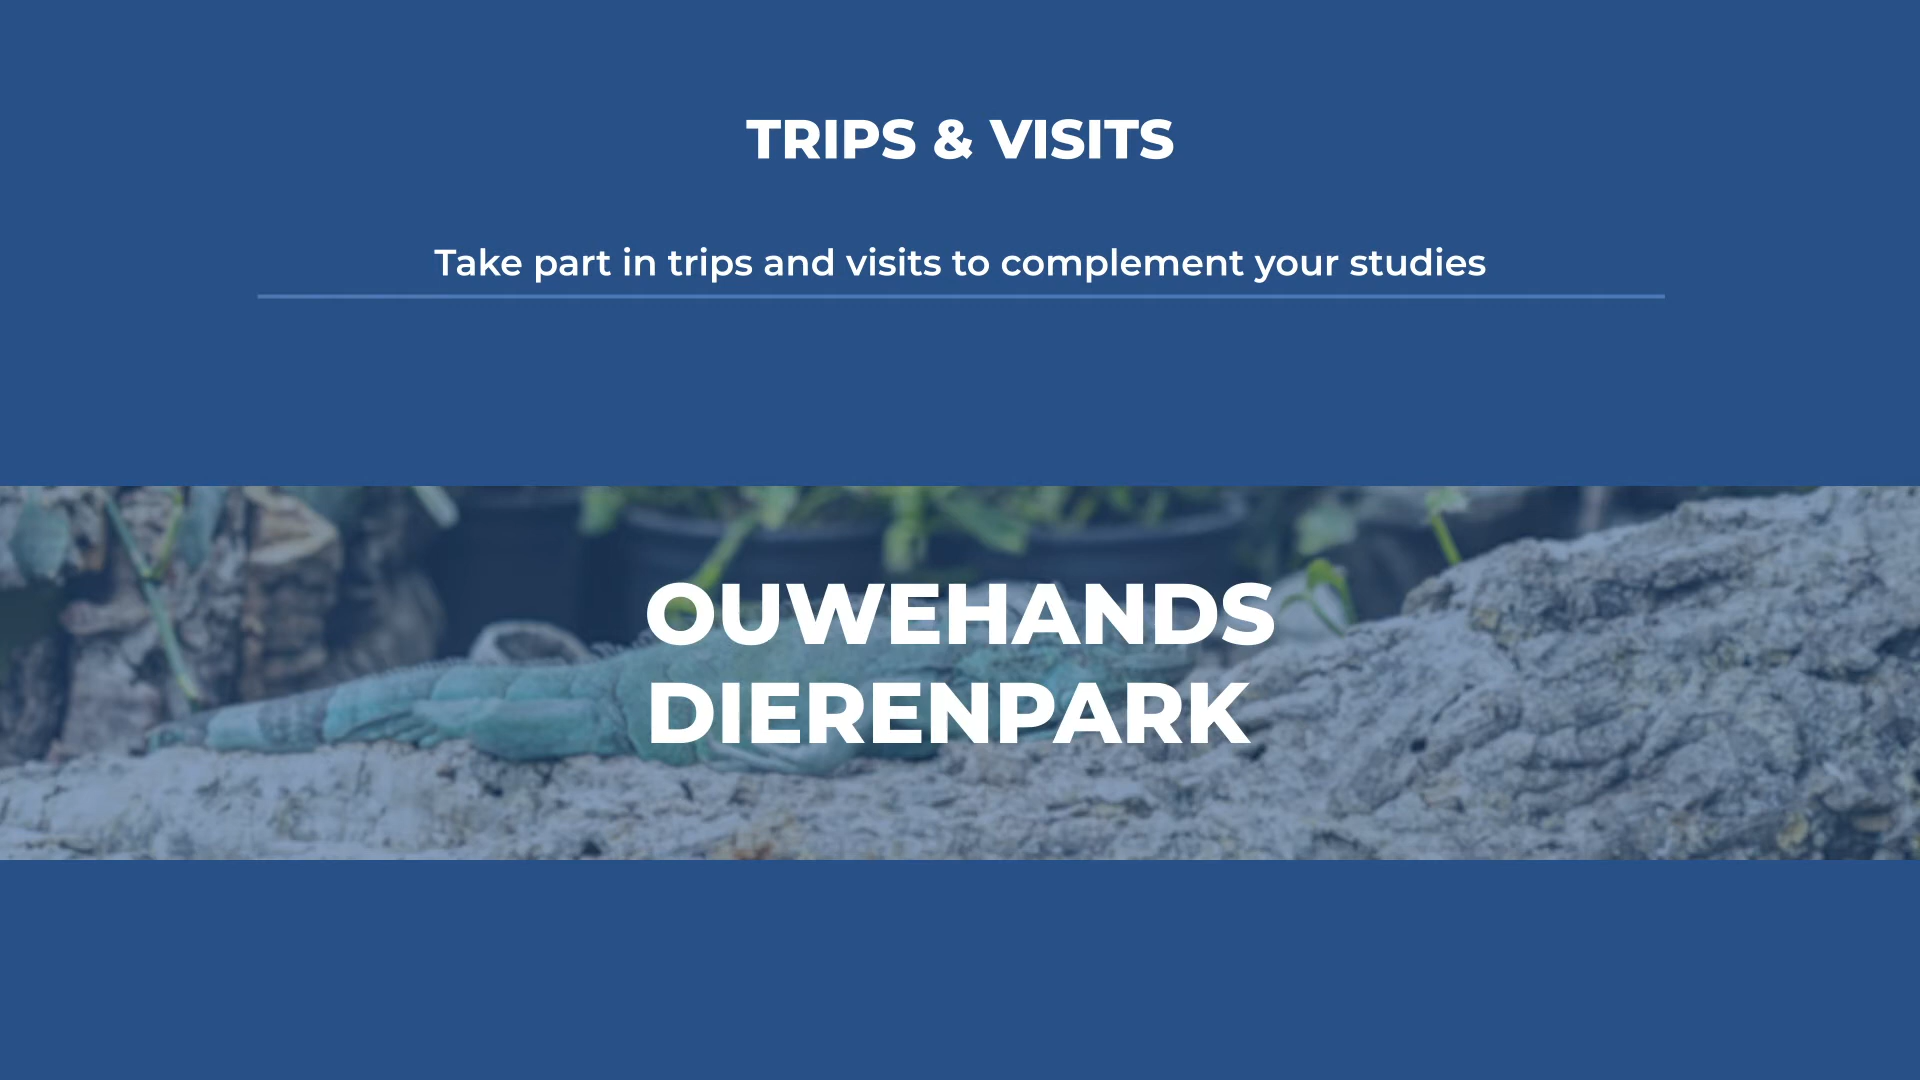 TRIPS & VISITS
Take part in trips and visits to complement your studies
OUWEHANDS
DIERENPARK